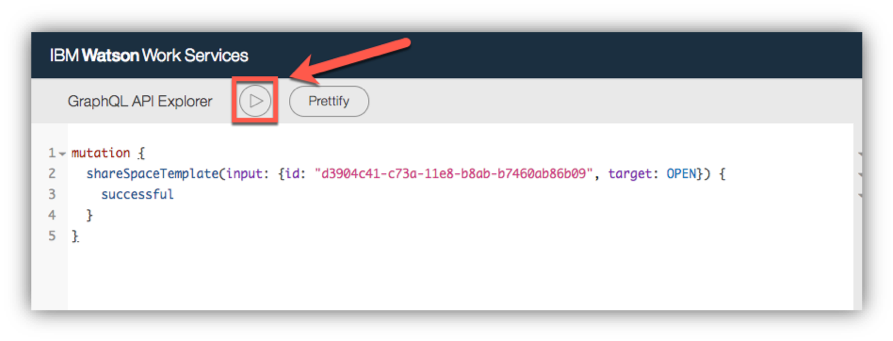 IBM Watson Work Services
GraphQL API Explorer Prettify
1 mutation {
2 shareSpaceTemplate(input: {id: "d3904c41-c73a-11e8-b8ab-b7460ab86b09", target: OPEN}) {
3 successful
4 }
5 }